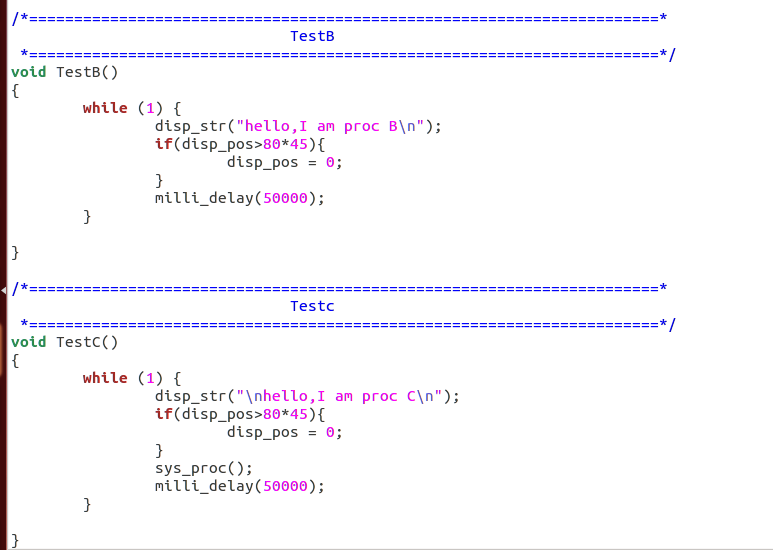 /*======================================================================*
                               TestB
 *======================================================================*/
void TestB()
{
        while (1) {
                disp_str("hello,I am proc B\n");
                if(disp_pos>80*45){
                        disp_pos = 0;
                }
                milli_delay(50000);
        }

}

/*======================================================================*
                               Testc
 *======================================================================*/
void TestC()
{
        while (1) {
                disp_str("\nhello,I am proc C\n");
                if(disp_pos>80*45){
                        disp_pos = 0;
                }
                sys_proc();
                milli_delay(50000);
        }

}